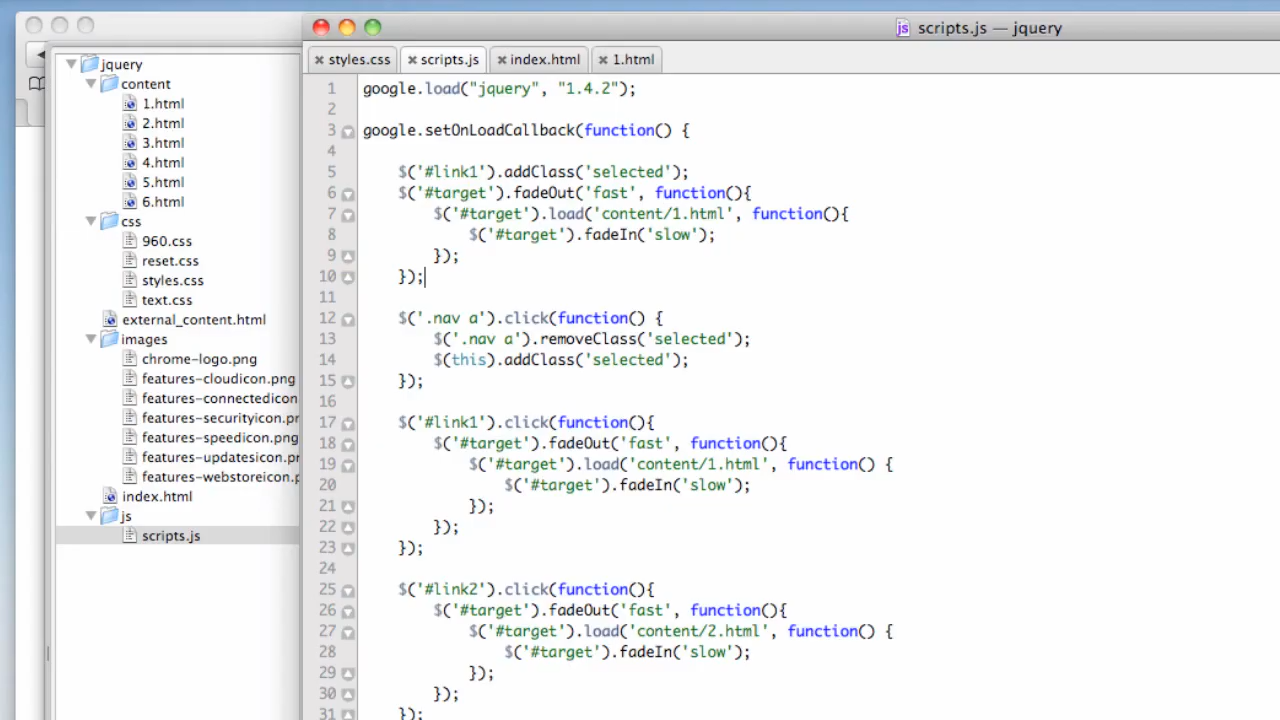 scripts.js — jquery
styles.css
scripts.js
index.html
1.html
jquery
content
1.html
2.html
3.html
4.html
5.html
6.html
css
960.css
reset.css
styles.css
text.css
external_content.html
images
chrome-logo.png
features-cloudicon.png
features-connectedicon
features-securityicon.pr
features-speedicon.png
features-updatesicon.pr
features-webstoreicon.p
index.html
js
scripts.js
1 google.load("jquery", "1.4.2");
2
3 google.setOnLoadCallback(function() {
4
5 $('#link1').addClass('selected');
6 $('#target').fadeOut('fast', function(){
7 $('#target').load('content/1.html', function(){
8 $('#target').fadeIn('slow');
9 });
10 });
11
12 $('.nav a').click(function() {
13 $('.nav a').removeClass('selected');
14 $(this).addClass('selected');
15 });
16
17 $('#link1').click(function(){
18 $('#target').fadeOut('fast', function(){
19 $('#target').load('content/1.html', function() {
20 $('#target').fadeIn('slow');
21 });
22 });
23 });
24
25 $('#link2').click(function(){
26 $('#target').fadeOut('fast', function(){
27 $('#target').load('content/2.html', function() {
28 $('#target').fadeIn('slow');
29 });
30 });
31 });